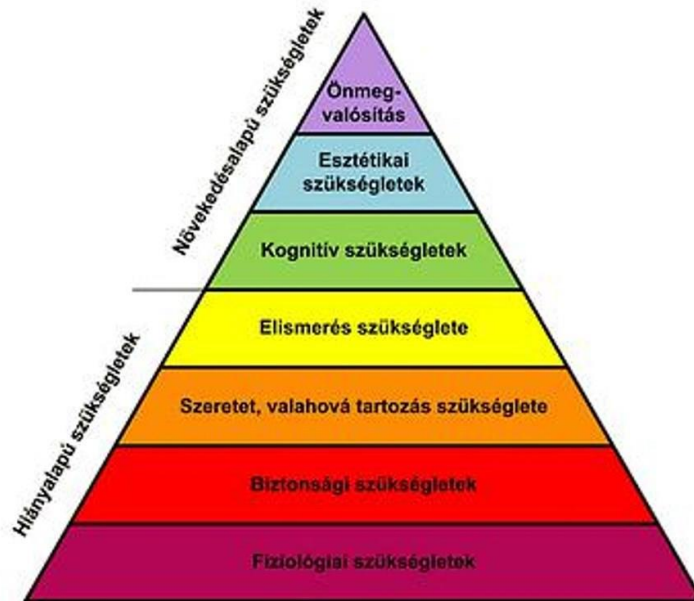 Növekedésalapú szükségletek
Önmeg-
valósítás
Esztétikai
szükségletek
Kognitív szükségletek
Hiányalapú szükségletek
Elismerés szükséglete
Szeretet, valahová tartozás szükséglete
Biztonsági szükségletek
Fiziológiai szükségletek